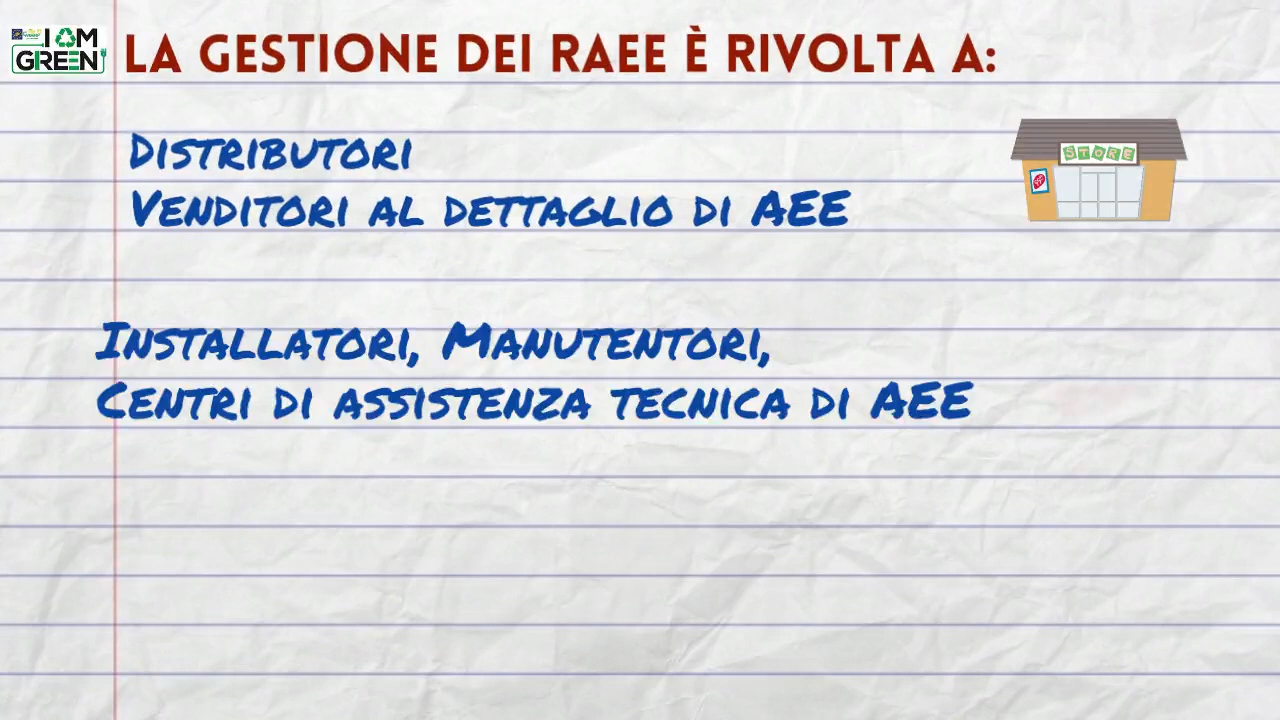 I AM
GREEN
LA GESTIONE DEI RAEE È RIVOLTA A:
DISTRIBUTORI
VENDITORI AL DETTAGLIO DI AEE
STORE
INSTALLATORI, MANUTENTORI,
CENTRI DI ASSISTENZA TECNICA DI AEE